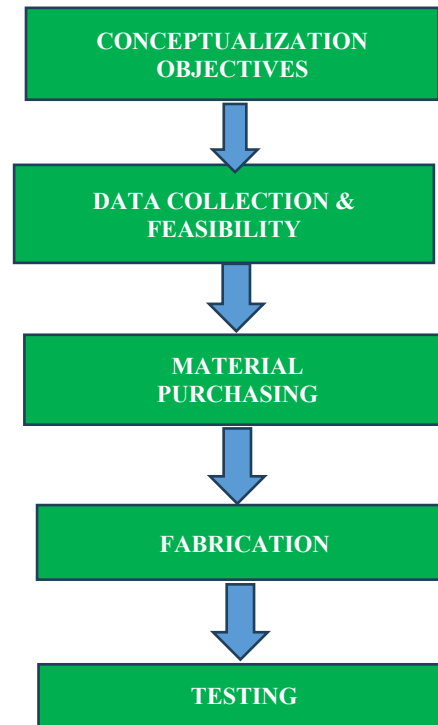 CONCEPTUALIZATION
OBJECTIVES
DATA COLLECTION &
FEASIBILITY
MATERIAL
PURCHASING
FABRICATION
TESTING